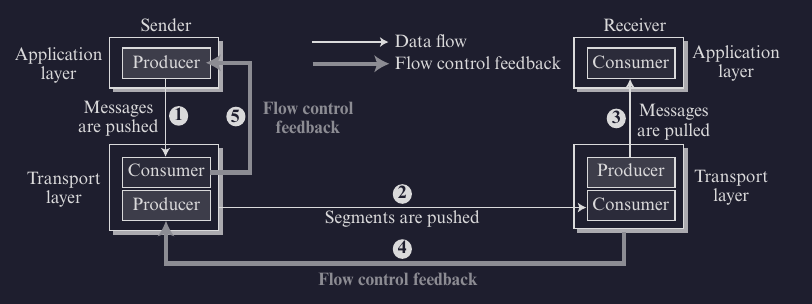 Sender
Receiver
Application
layer
Producer
Data flow
Flow control feedback
Consumer
Application
layer
Messages
are pushed
1
5
Flow control
feedback
3
Messages
are pulled
Transport
layer
Consumer
Producer
2
Segments are pushed
Producer
Consumer
Transport
layer
4
Flow control feedback